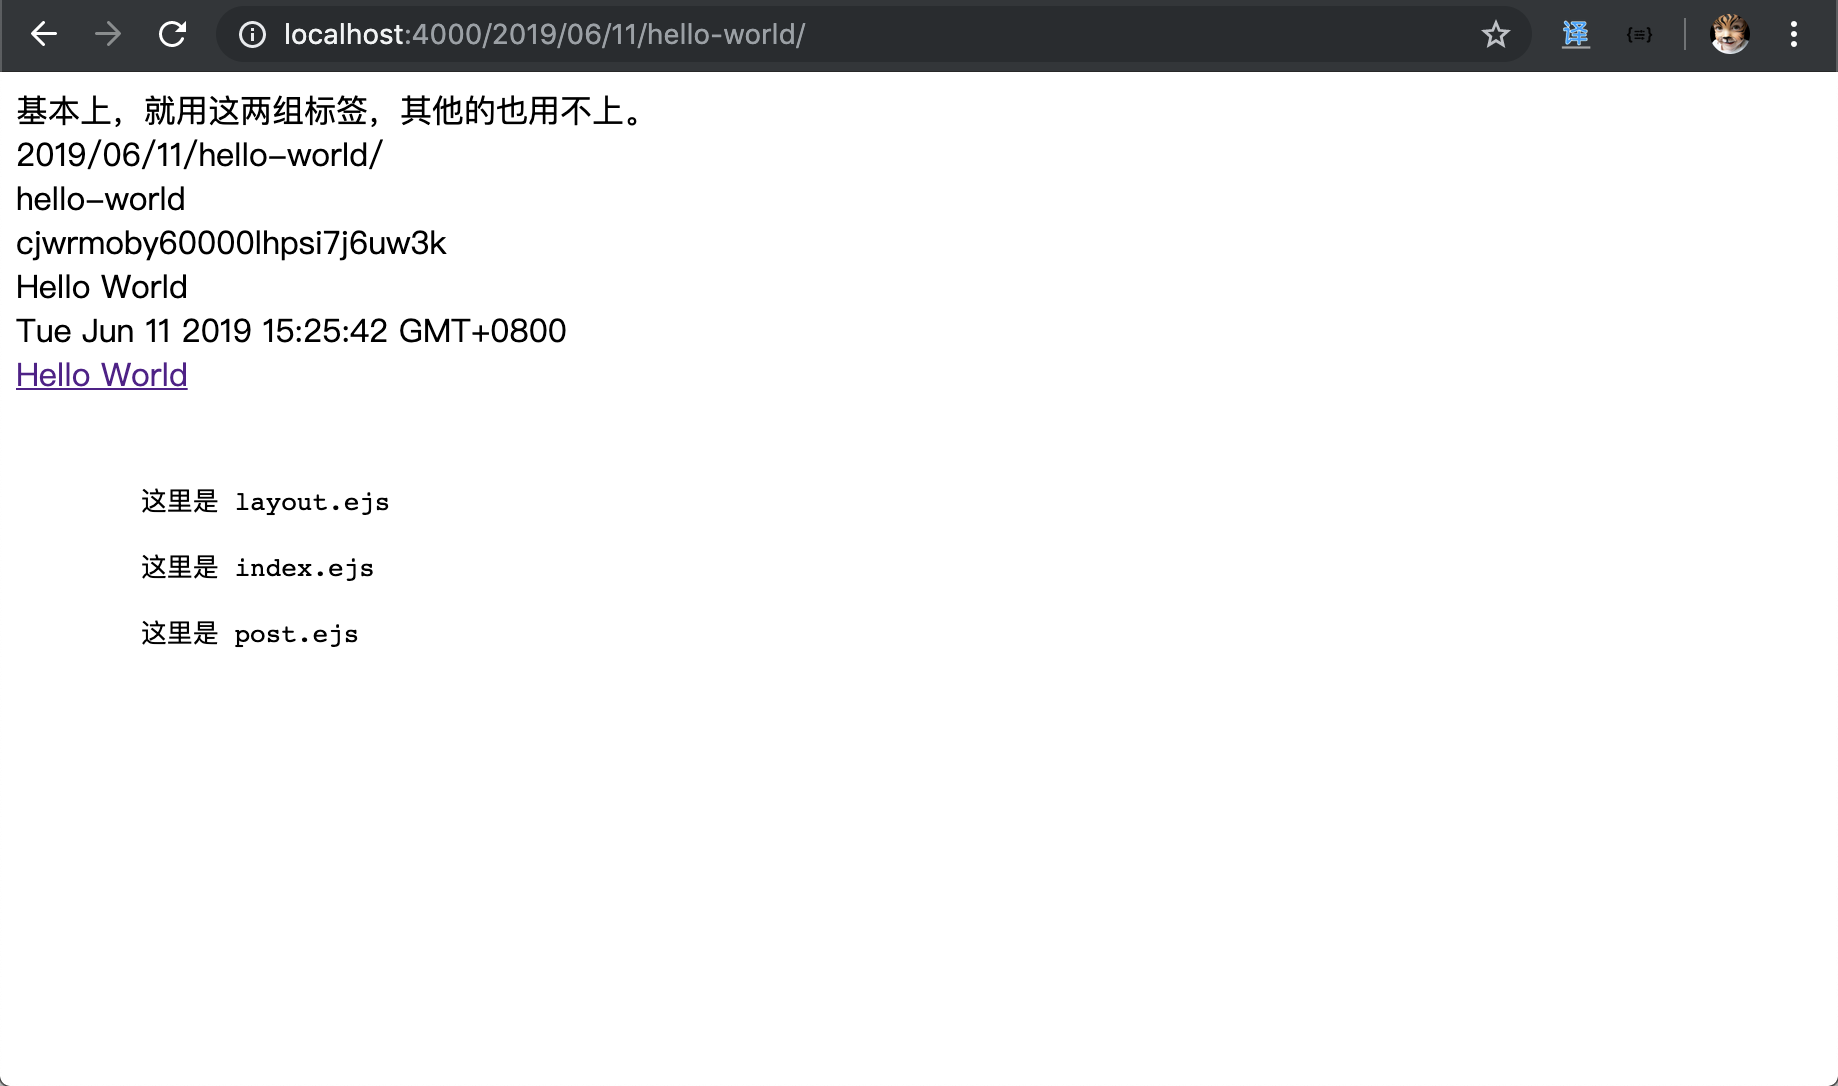 localhost:4000/2019/06/11/hello-world/
译 {≡}
基本上，就用这两组标签，其他的也用不上。
2019/06/11/hello-world/
hello-world
cjwrmoby60000lhpsi7j6uw3k
Hello World
Tue Jun 11 2019 15:25:42 GMT+0800
Hello World
这里是 layout.ejs
这里是 index.ejs
这里是 post.ejs